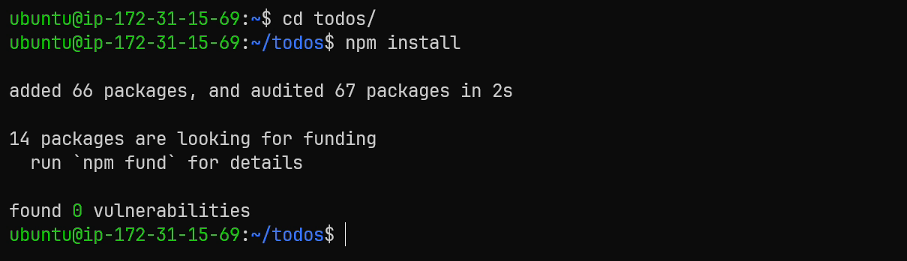 ubuntu@ip-172-31-15-69:~$ cd todos/
ubuntu@ip-172-31-15-69:~/todos$ npm install
added 66 packages, and audited 67 packages in 2s
14 packages are looking for funding
  run `npm fund` for details
found 0 vulnerabilities
ubuntu@ip-172-31-15-69:~/todos$